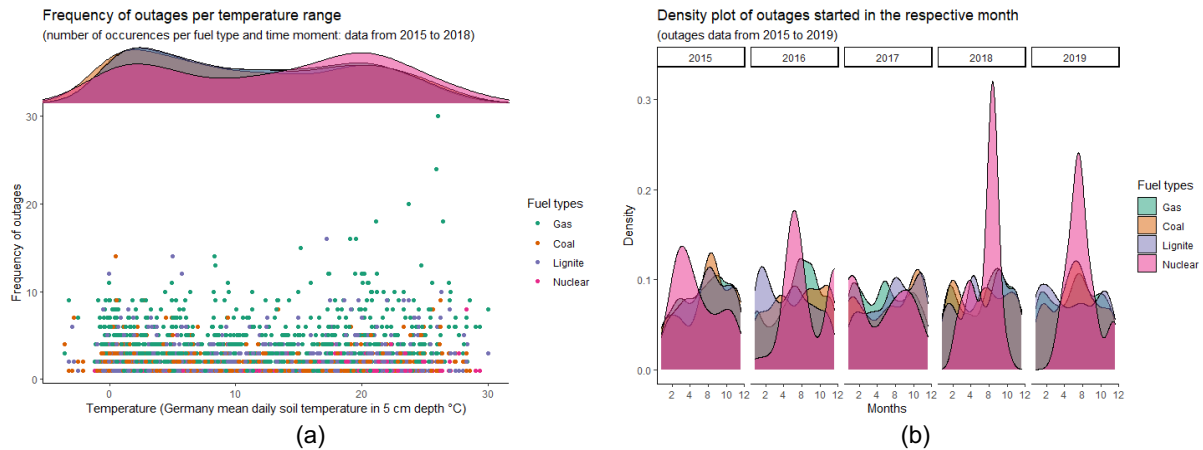 Frequency of outages per temperature range
(number of occurences per fuel type and time moment: data from 2015 to 2018)
30
20
10
0
Frequency of outages
0 10 20 30
Temperature (Germany mean daily soil temperature in 5 cm depth °C)
Fuel types
Gas
Coal
Lignite
Nuclear
(a)
Density plot of outages started in the respective month
(outages data from 2015 to 2019)
2015 2016 2017 2018 2019
0.3
0.2
0.1
0.0
Density
2 4 6 8 10 12 2 4 6 8 10 12 2 4 6 8 10 12 2 4 6 8 10 12 2 4 6 8 10 12
Months
Fuel types
Gas
Coal
Lignite
Nuclear
(b)